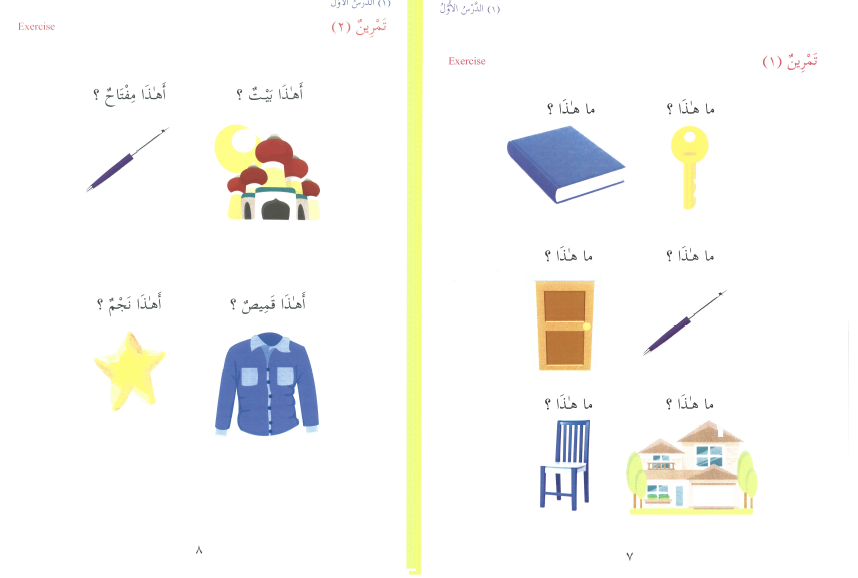 (١) الدَّرْسُ الأَوَّلُ
تَمْرِينٌ (١)
Exercise
ما هٰذَا ؟
ما هٰذَا ؟
ما هٰذَا ؟
ما هٰذَا ؟
ما هٰذَا ؟
ما هٰذَا ؟
٧
(١) الدَّرْسُ الأَوَّلُ
تَمْرِينٌ (٢)
Exercise
أَهٰذَا بَيْتٌ ؟
أَهٰذَا مِفْتَاحٌ ؟
أَهٰذَا قَمِيصٌ ؟
أَهٰذَا نَجْمٌ ؟
٨